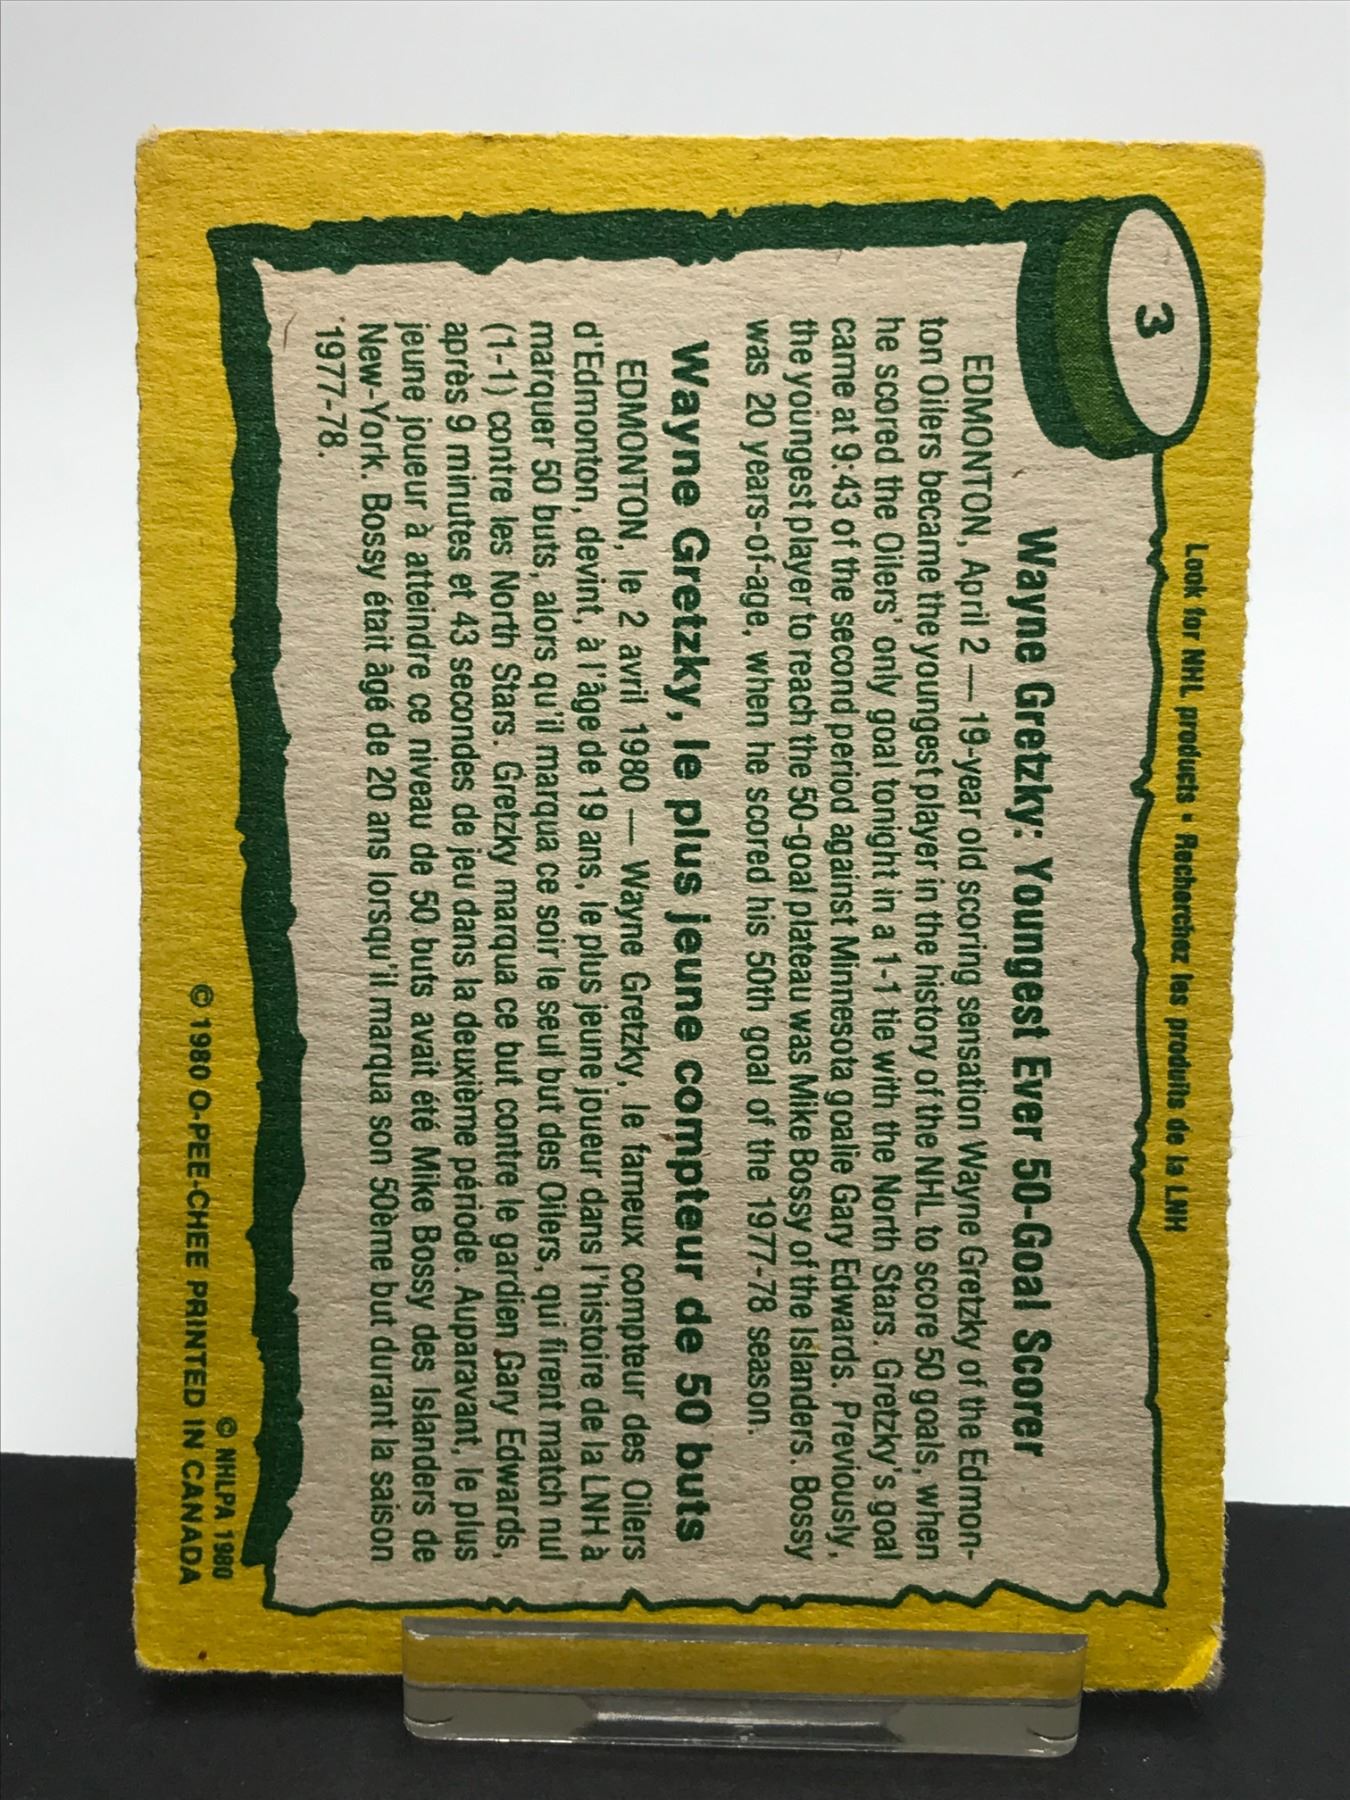 3
Look for NHL products • Recherchez les produits de la LNH
Wayne Gretzky: Youngest Ever 50-Goal Scorer
EDMONTON, April 2 — 19-year old scoring sensation Wayne Gretzky of the Edmon-
ton Oilers became the youngest player in the history of the NHL to score 50 goals, when
he scored the Oilers' only goal tonight in a 1-1 tie with the North Stars. Gretzky's goal
came at 9:43 of the second period against Minnesota goalie Gary Edwards. Previously,
the youngest player to reach the 50-goal plateau was Mike Bossy of the Islanders. Bossy
was 20 years-of-age, when he scored his 50th goal of the 1977-78 season.
Wayne Gretzky, le plus jeune compteur de 50 buts
EDMONTON, le 2 avril 1980 — Wayne Gretzky, le fameux compteur des Oilers
d'Edmonton, devint, à l'âge de 19 ans, le plus jeune joueur dans l'histoire de la LNH à
marquer 50 buts, alors qu'il marqua ce soir le seul but des Oilers, qui firent match nul
(1-1) contre les North Stars. Gretzky marqua ce but contre le gardien Gary Edwards,
après 9 minutes et 43 secondes de jeu dans la deuxième période. Auparavant, le plus
jeune joueur à atteindre ce niveau de 50 buts avait été Mike Bossy des Islanders de
New-York. Bossy était âgé de 20 ans lorsqu'il marqua son 50ème but durant la saison
1977-78.
© NHLPA 1980
© 1980 O-PEE-CHEE PRINTED IN CANADA